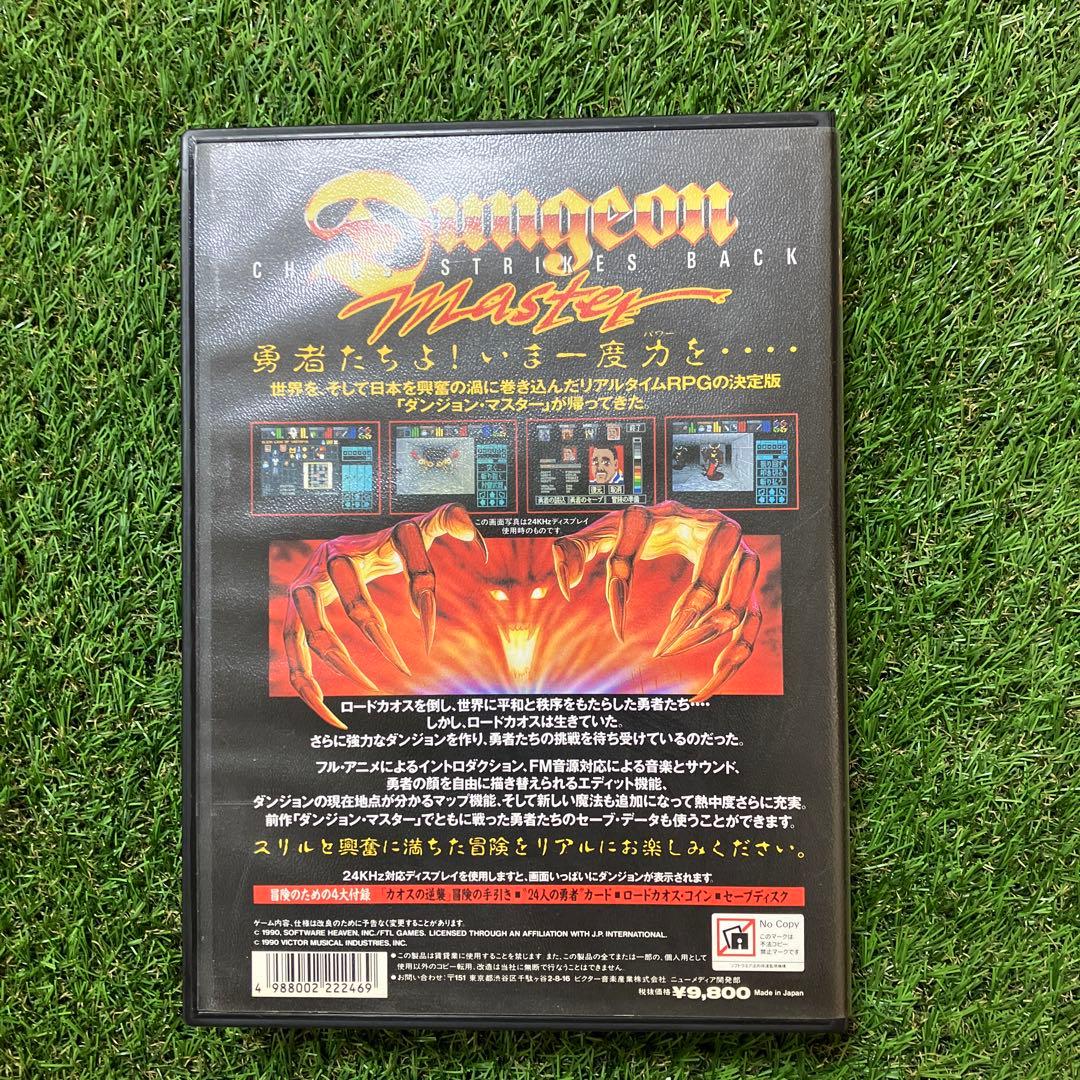 Dungeon
CHAOS STRIKES BACK
Master
パワー
勇者たちよ！いま一度力を・・・・
世界を、そして日本を興奮の渦に巻き込んだリアルタイムRPGの決定版
「ダンジョン・マスター」が帰ってきた
終了
復元 取消
勇者の読込 勇者のセーブ 冒険の準備
この画面写真は24KHzディスプレイ
使用時のものです
ロードカオスを倒し、世界に平和と秩序をもたらした勇者たち・・・・
しかし、ロードカオスは生きていた。
さらに強力なダンジョンを作り、勇者たちの挑戦を待ち受けているのだった。
フル・アニメによるイントロダクション、FM音源対応による音楽とサウンド、
勇者の顔を自由に描き替えられるエディット機能、
ダンジョンの現在地点が分かるマップ機能、そして新しい魔法も追加になって熱中度さらに充実。
前作「ダンジョン・マスター」でともに戦った勇者たちのセーブ・データも使うことができます。
スリルと興奮に満ちた冒険をリアルにお楽しみください。
24KHz対応ディスプレイを使用しますと、画面いっぱいにダンジョンが表示されます.
冒険のための4大付録 「カオスの逆襲」冒険の手引き■“24人の勇者”カード■ロードカオス・コイン■セーブディスク
ゲーム内容、仕様は改良のために予告なく変更することがあります。
© 1990, SOFTWARE HEAVEN, INC./FTL GAMES. LICENSED THROUGH AN AFFILIATION WITH J.P. INTERNATIONAL.
© 1990 VICTOR MUSICAL INDUSTRIES, INC.
No Copy
このマークは
不法コピー
禁止マークです
●この製品は賃貸業に使用することを禁じます.また、この製品の全てまたは一部の、個人用として
使用以外のコピー転用、改造は当社に無断で行なうことはできません.
●お問い合わせ：〒151 東京都渋谷区千駄ヶ谷2-8-16 ビクター音楽産業株式会社 ニューメディア開発部
税抜価格 ¥9,800 Made in Japan
4 988002 222469